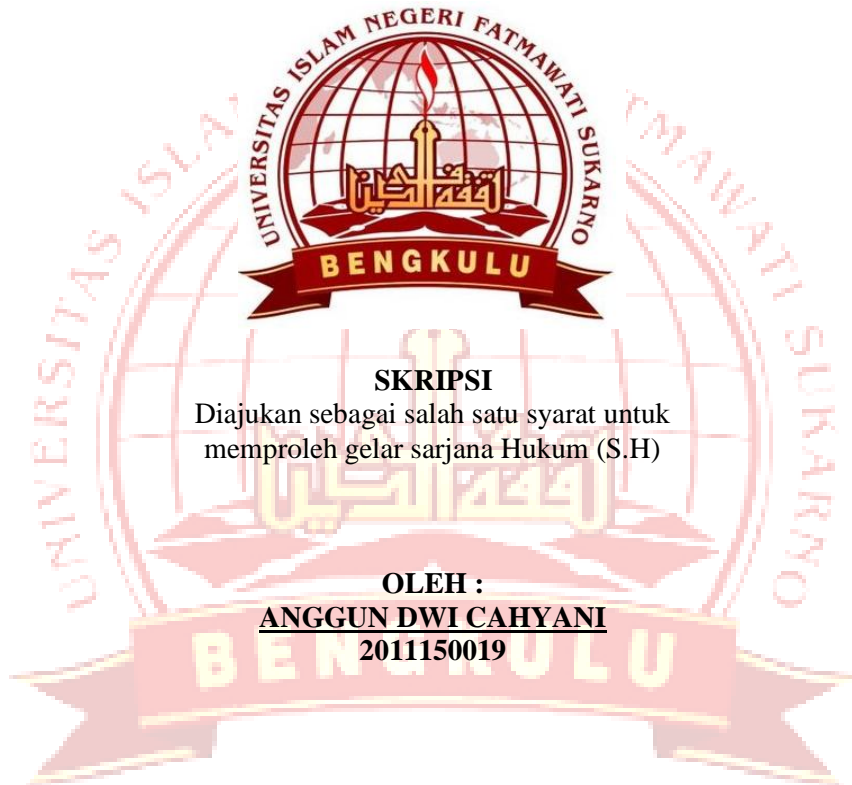 UNIVERSITAS ISLAM NEGERI FATMAWATI SUKARNO
BENGKULU
SKRIPSI
Diajukan sebagai salah satu syarat untuk
memproleh gelar sarjana Hukum (S.H)
OLEH :
ANGGUN DWI CAHYANI
2011150019